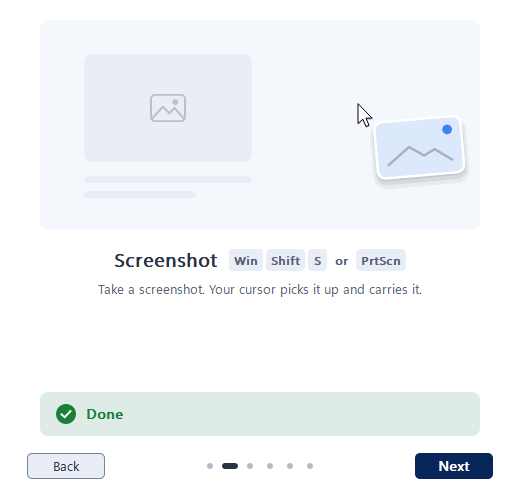 Screenshot Win Shift S or PrtScn
Take a screenshot. Your cursor picks it up and carries it.
Done
Back Next